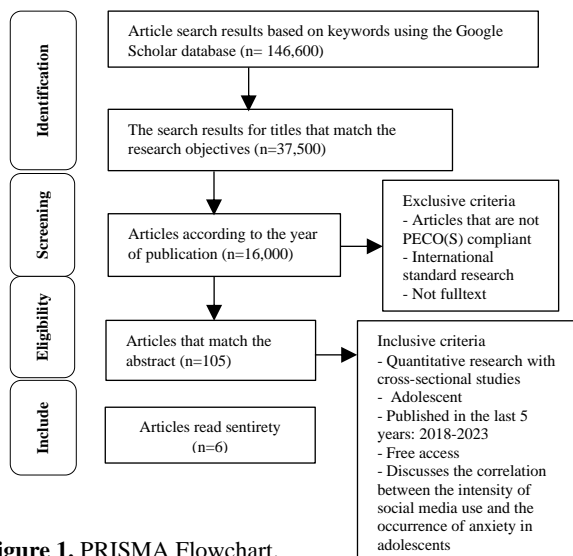 Identification
Article search results based on keywords using the Google
Scholar database (n= 146,600)
The search results for titles that match the
research objectives (n=37,500)
Screening
Articles according to the year
of publication (n=16,000)
Exclusive criteria
- Articles that are not
PECO(S) compliant
- International
standard research
- Not fulltext
Eligibility
Articles that match the
abstract (n=105)
Inclusive criteria
- Quantitative research with
cross-sectional studies
- Adolescent
- Published in the last 5
years: 2018-2023
- Free access
- Discusses the correlation
between the intensity of
social media use and the
occurrence of anxiety in
adolescents
Include
Articles read sentirety
(n=6)
igure 1. PRISMA Flowchart.